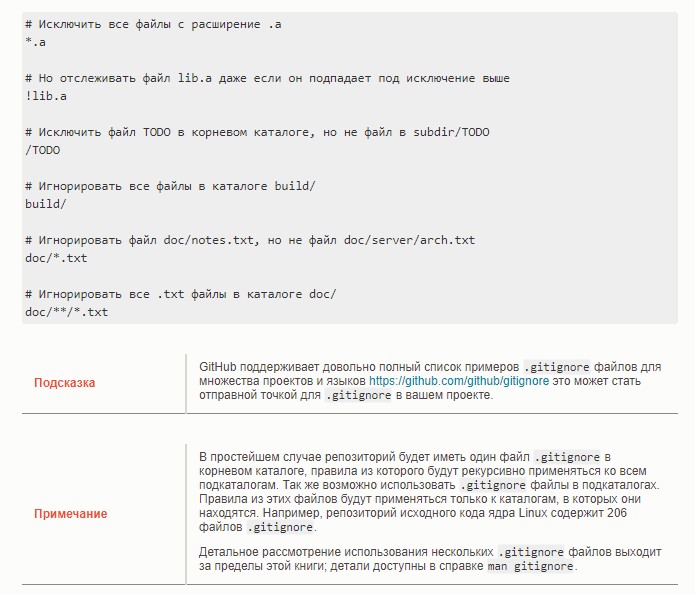 # Исключить все файлы с расширение .a
*.a
# Но отслеживать файл lib.a даже если он подпадает под исключение выше
!lib.a
# Исключить файл TODO в корневом каталоге, но не файл в subdir/TODO
/TODO
# Игнорировать все файлы в каталоге build/
build/
# Игнорировать файл doc/notes.txt, но не файл doc/server/arch.txt
doc/*.txt
# Игнорировать все .txt файлы в каталоге doc/
doc/**/*.txt
Подсказка
GitHub поддерживает довольно полный список примеров .gitignore файлов для
множества проектов и языков https://github.com/github/gitignore это может стать
отправной точкой для .gitignore в вашем проекте.
Примечание
В простейшем случае репозиторий будет иметь один файл .gitignore в
корневом каталоге, правила из которого будут рекурсивно применяться ко всем
подкаталогам. Так же возможно использовать .gitignore файлы в подкаталогах.
Правила из этих файлов будут применяться только к каталогам, в которых они
находятся. Например, репозиторий исходного кода ядра Linux содержит 206
файлов .gitignore.
Детальное рассмотрение использования нескольких .gitignore файлов выходит
за пределы этой книги; детали доступны в справке man gitignore.